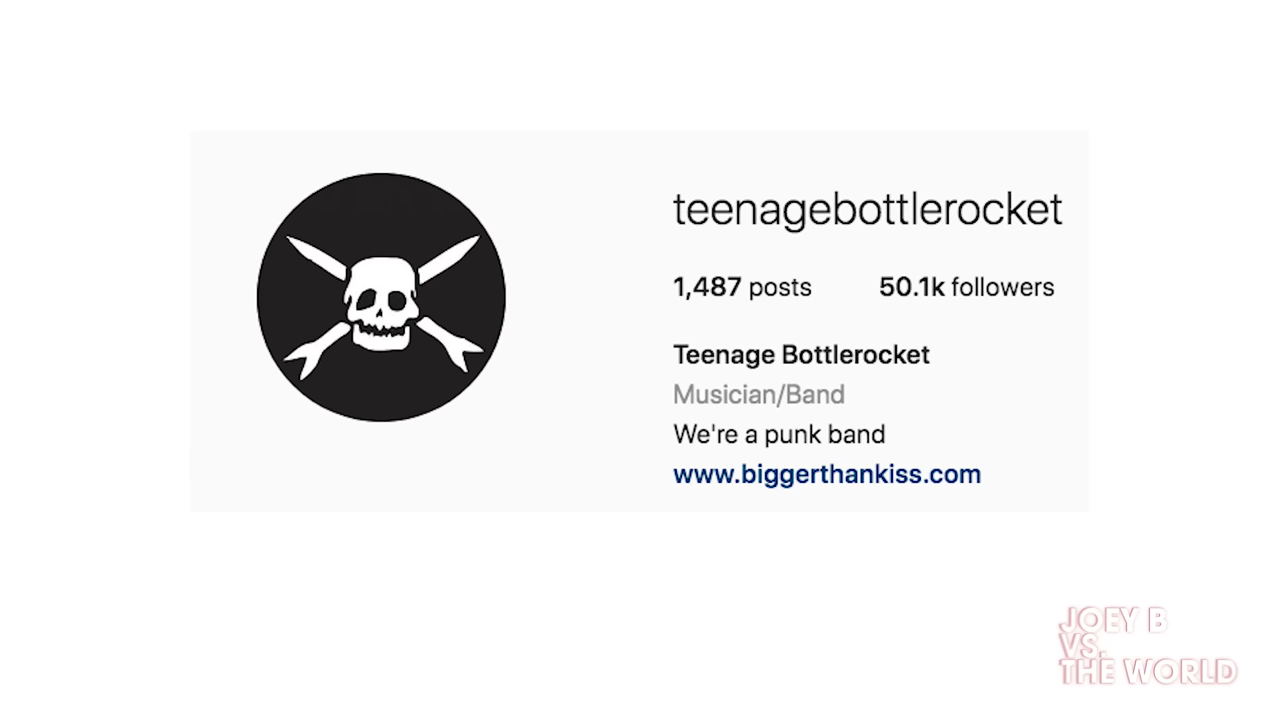 teenagebottlerocket
1,487 posts 50.1k followers
Teenage Bottlerocket
Musician/Band
We're a punk band
www.biggerthankiss.com
JOEY B
VS.
THE WORLD